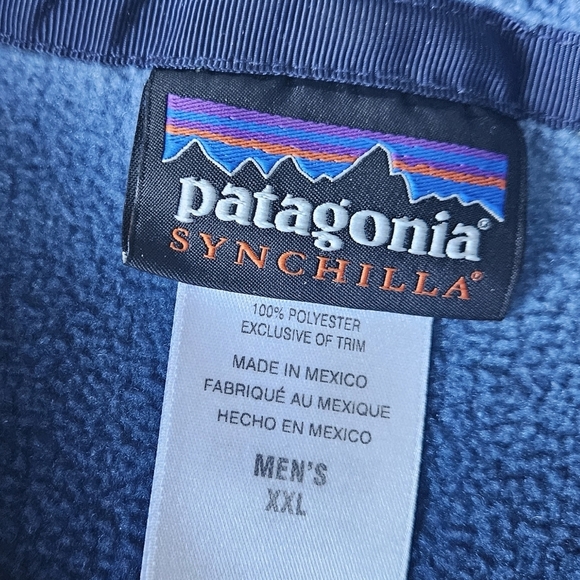 patagonia®
SYNCHILLA®
100% POLYESTER
EXCLUSIVE OF TRIM
MADE IN MEXICO
FABRIQUÉ AU MEXIQUE
HECHO EN MEXICO
MEN'S
XXL